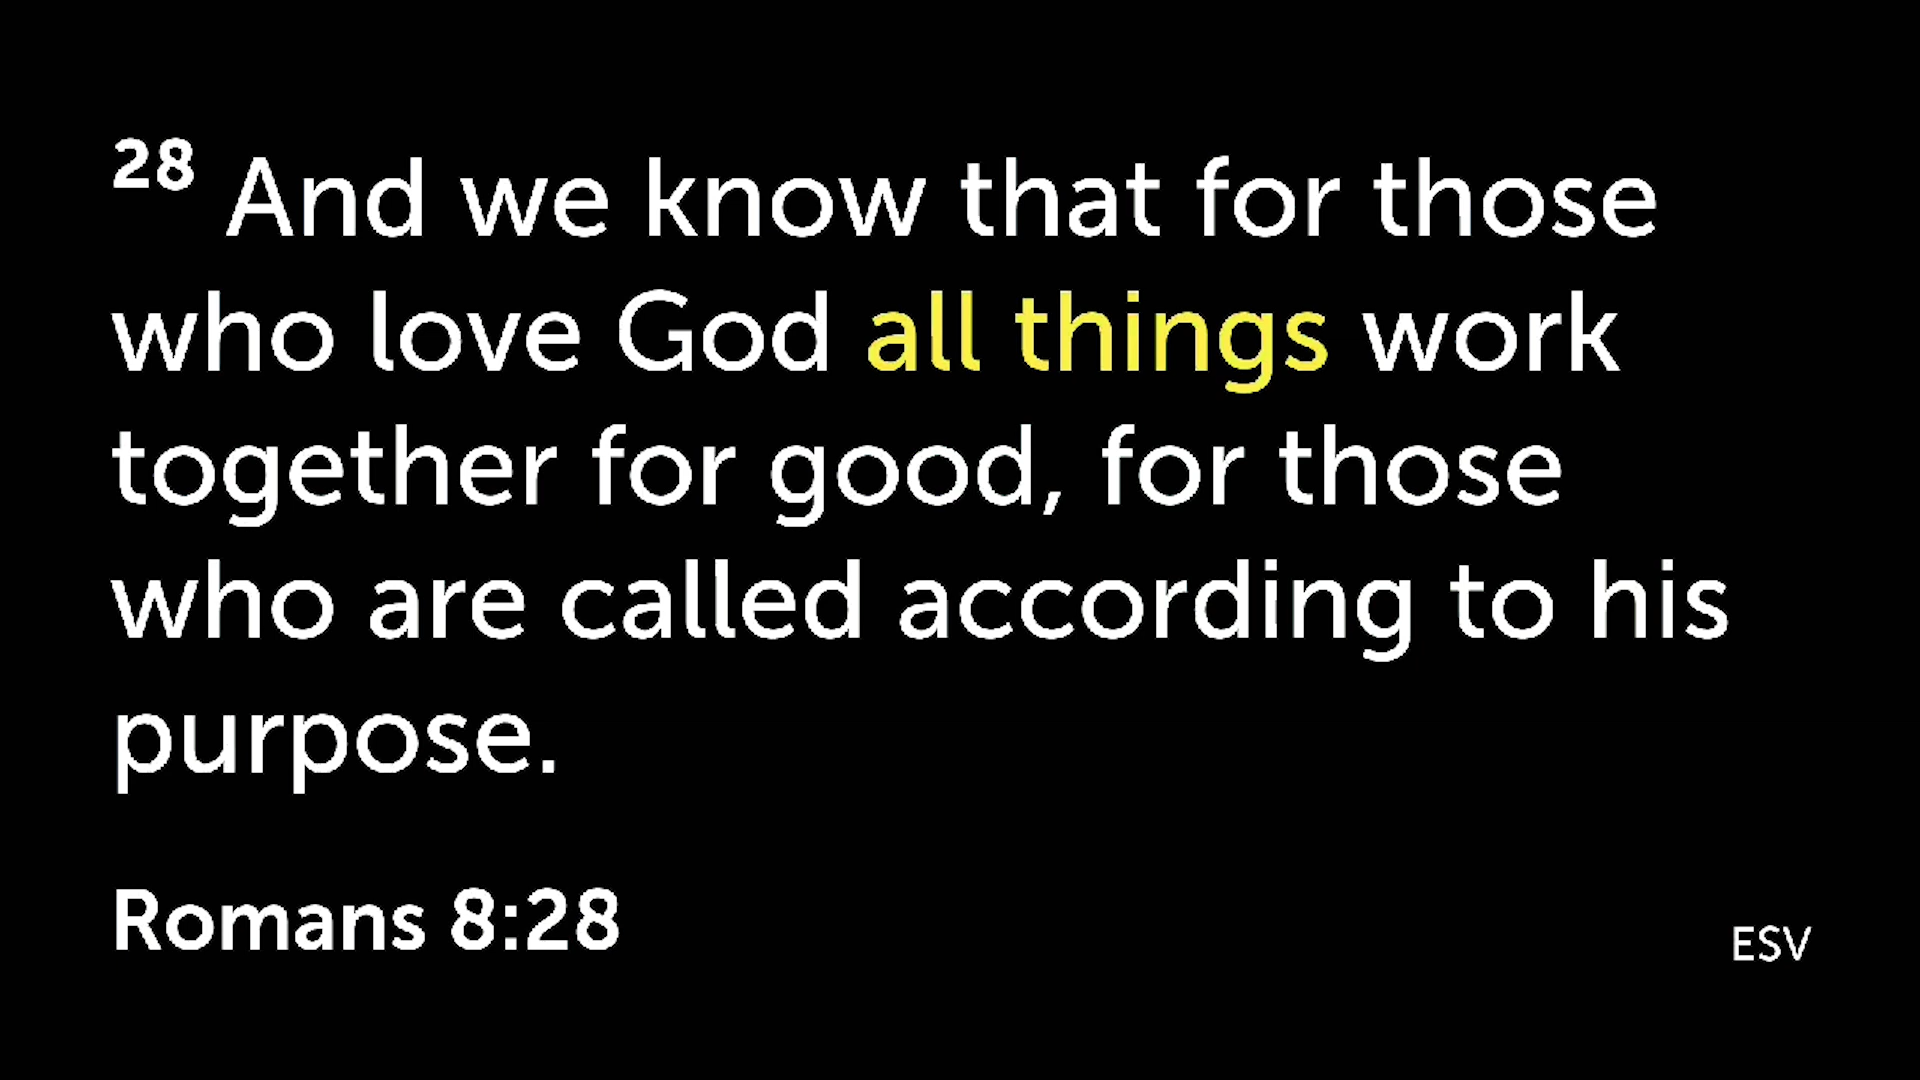 28 And we know that for those
who love God all things work
together for good, for those
who are called according to his
purpose.
Romans 8:28
ESV